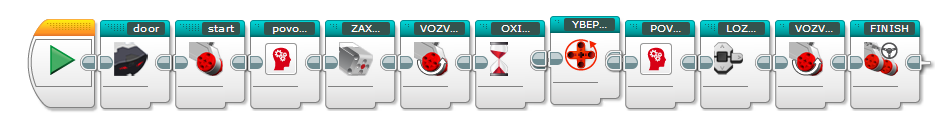 door
start
povo...
ZAX...
VOZV...
OXI...
YBEP...
POV...
LOZ...
VOZV...
FINISH